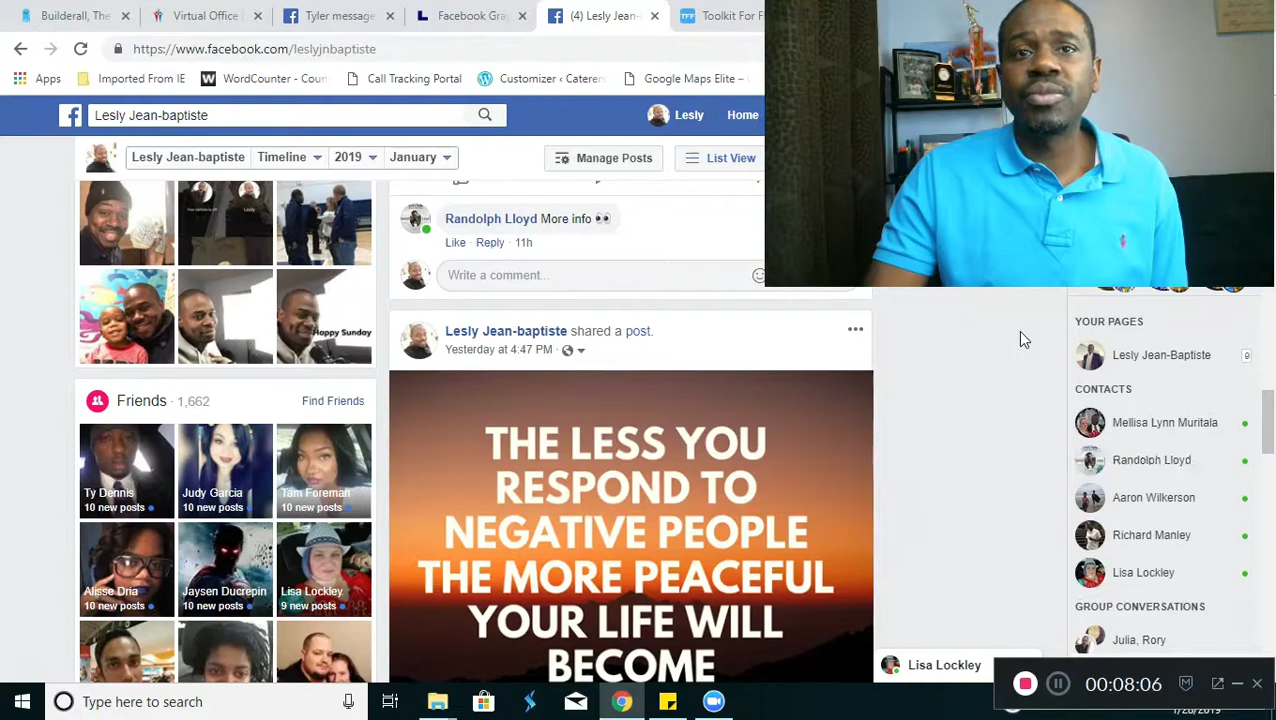 Builderall, The
Virtual Office
Tyler message
Facebook Gra
(4) Lesly Jean-
Toolkit For F
https://www.facebook.com/leslyjnbaptiste
Apps
Imported From IE
WordCounter - Coun
Call Tracking Portal
Customizer ‹ Caterers
Google Maps Elite –
Lesly Jean-baptiste
Lesly
Home
Lesly Jean-baptiste
Timeline
2019
January
Manage Posts
List View
Happy Sunday
Randolph Lloyd More info 👀
Like · Reply · 11h
Write a comment...
Lesly Jean-baptiste shared a post.
Yesterday at 4:47 PM ·
THE LESS YOU
RESPOND TO
NEGATIVE PEOPLE
THE MORE PEACEFUL
YOUR LIFE WILL
BECOME
Friends · 1,662
Find Friends
Ty Dennis
10 new posts
Judy Garcia
10 new posts
Tam Foreman
10 new posts
Alisse Dria
10 new posts
Jaysen Ducrepin
10 new posts
Lisa Lockley
9 new posts
YOUR PAGES
Lesly Jean-Baptiste
9
CONTACTS
Mellisa Lynn Muritala
Randolph Lloyd
Aaron Wilkerson
Richard Manley
Lisa Lockley
GROUP CONVERSATIONS
Julia, Rory
Lisa Lockley
00:08:06
Type here to search